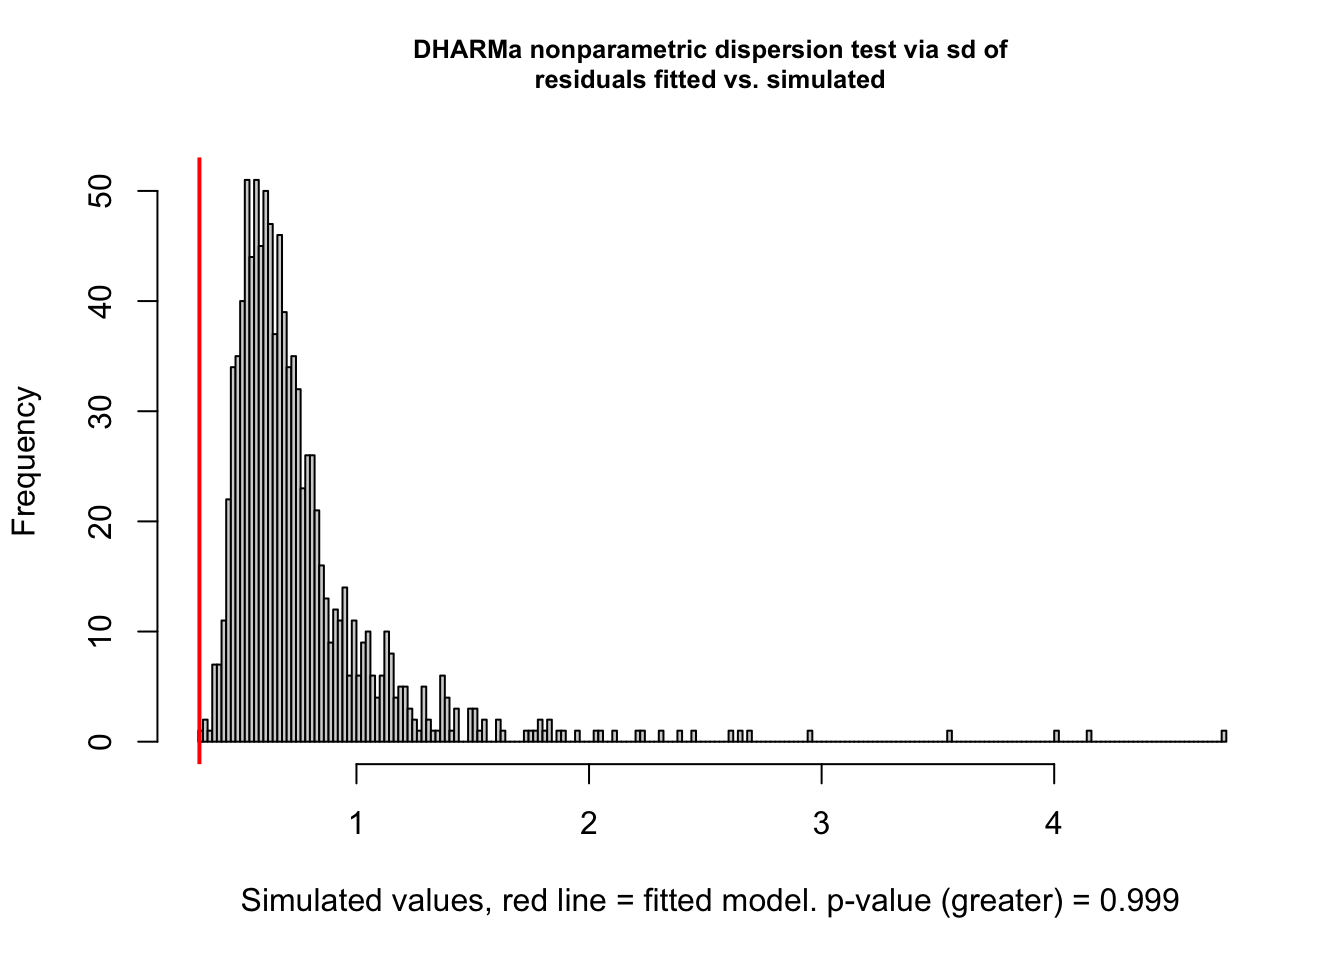 DHARMa nonparametric dispersion test via sd of
residuals fitted vs. simulated
Frequency
50
40
30
20
10
0
1 2 3 4
Simulated values, red line = fitted model. p-value (greater) = 0.999